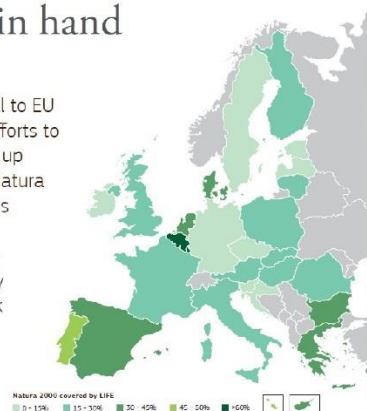 in hand
l to EU
forts to
up
atura
s
y
k
Natura 2000 covered by LIFE
0 - 15% 15 - 30% 30 - 45% 45 - 60% >60%